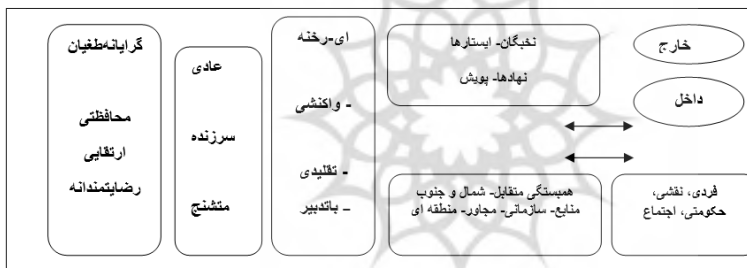 خارج
داخل
فردی، نقشی،
حکومتی، اجتماع
نخبگان- ایستارها
نهادها- پویش
همبستگی متقابل- شمال و جنوب
منابع- سازمانی- مجاور- منطقه ای
ای-رخنه
- واکنشی
- تقلیدی
- باتدبیر
عادی
سرزنده
متشنج
گرایانه‌طغیان
محافظتی
ارتقایی
رضایتمندانه